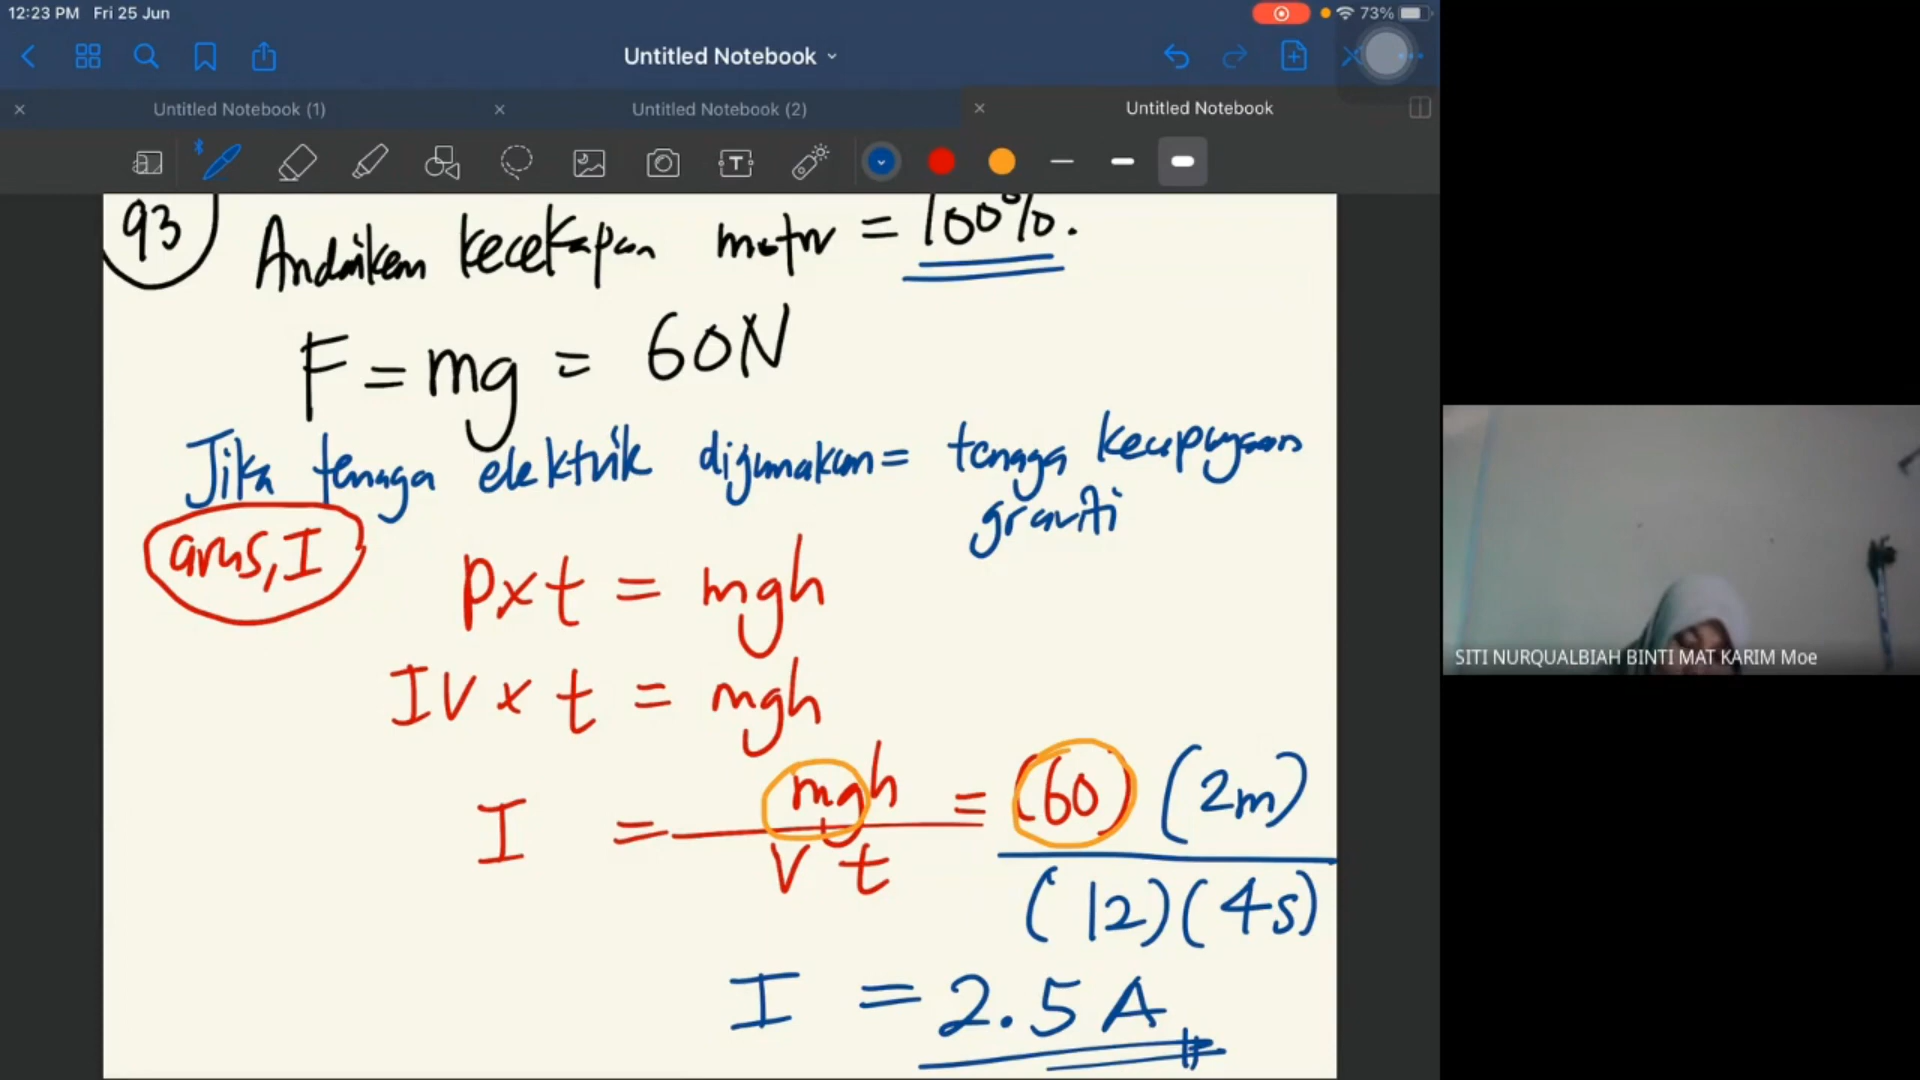 12:23 PM Fri 25 Jun
73%
Untitled Notebook
Untitled Notebook (1)
Untitled Notebook (2)
Untitled Notebook
T
93
Andaikan kecekapan motor = 100%.
F = mg = 60N
Jika tenaga elektrik digunakan = tenaga keupayaan
graviti
arus, I
P x t = mgh
IV x t = mgh
I = mgh / V t = (60) (2m) / (12) (4s)
I = 2.5 A
SITI NURQUALBIAH BINTI MAT KARIM Moe